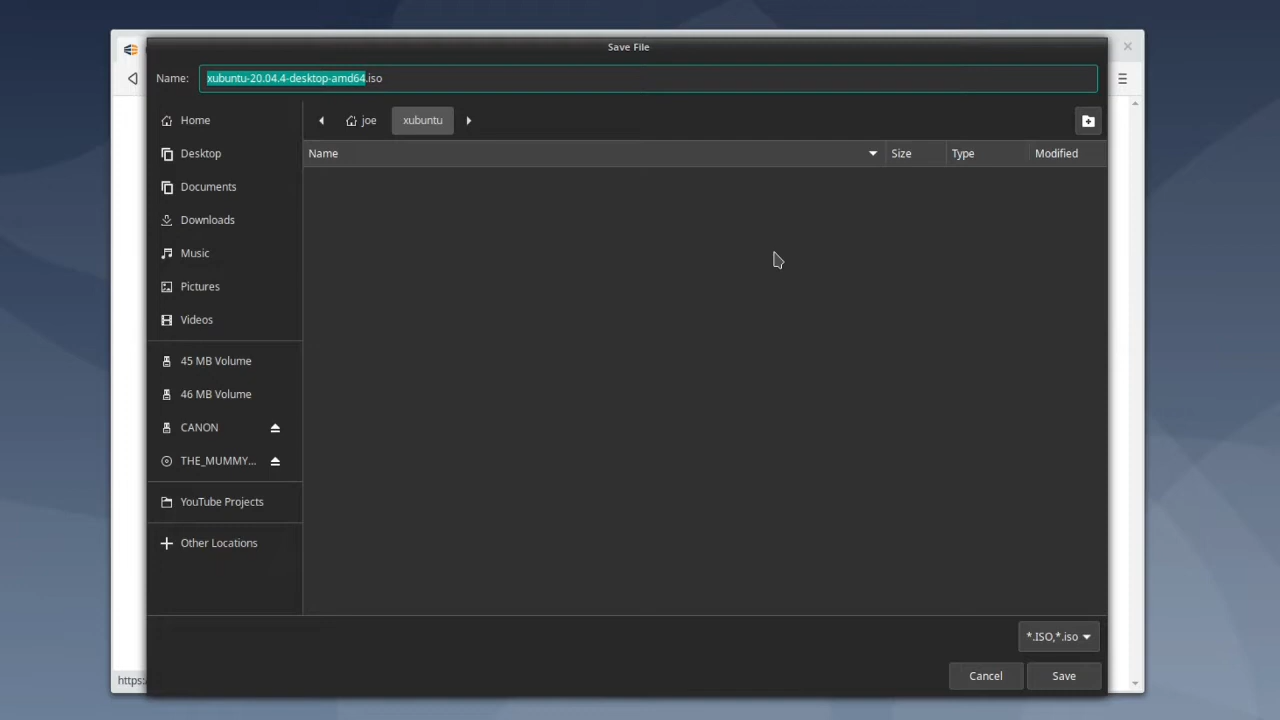 Save File
Name: xubuntu-20.04.4-desktop-amd64.iso
Home
Desktop
Documents
Downloads
Music
Pictures
Videos
45 MB Volume
46 MB Volume
CANON
THE_MUMMY...
YouTube Projects
Other Locations
joe xubuntu
Name Size Type Modified
*.ISO,*.iso
Cancel Save
https: